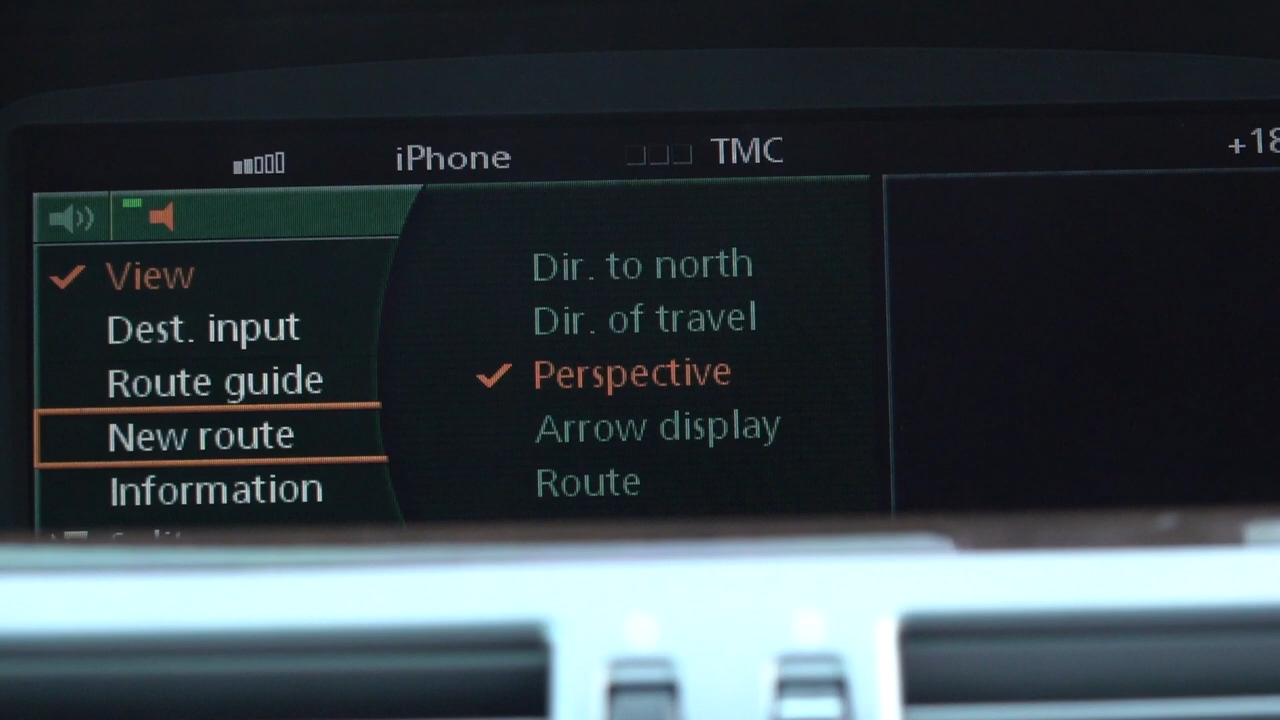 iPhone
TMC
+18
View
Dest. input
Route guide
New route
Information
Dir. to north
Dir. of travel
Perspective
Arrow display
Route